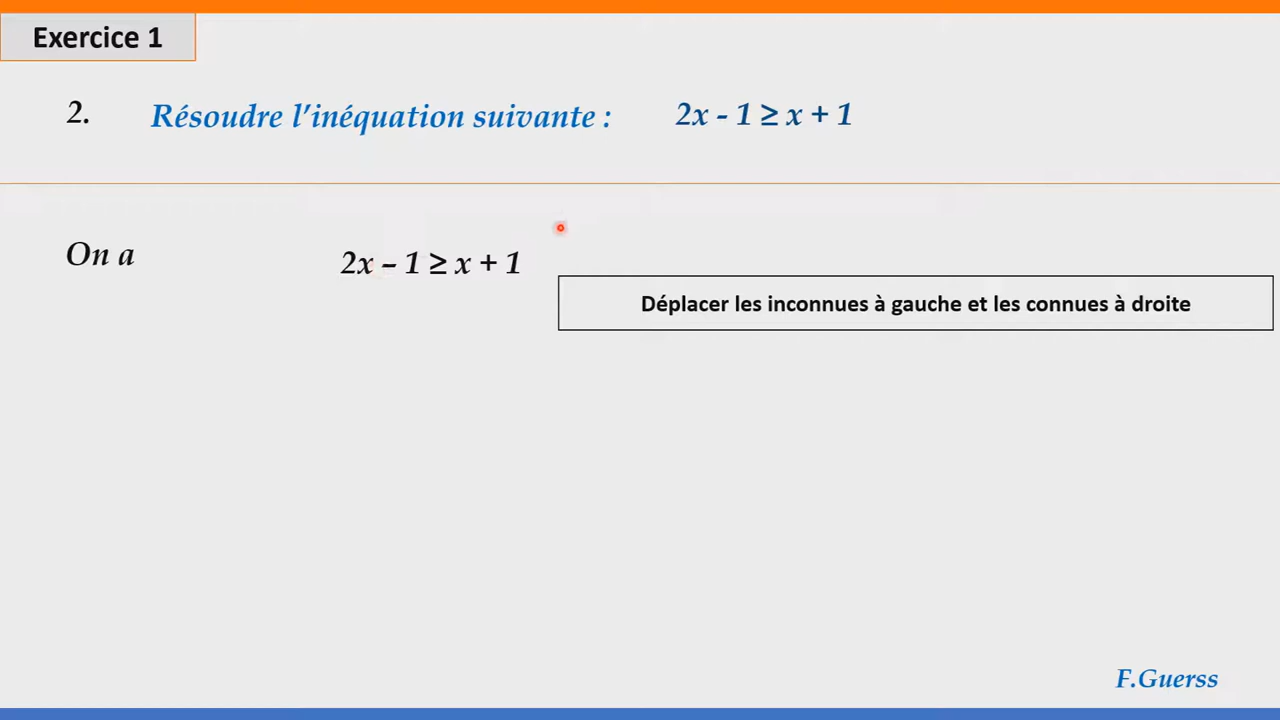 Exercice 1
2. Résoudre l’inéquation suivante : 2x - 1 ≥ x + 1
On a 2x – 1 ≥ x + 1
Déplacer les inconnues à gauche et les connues à droite
F.Guerss